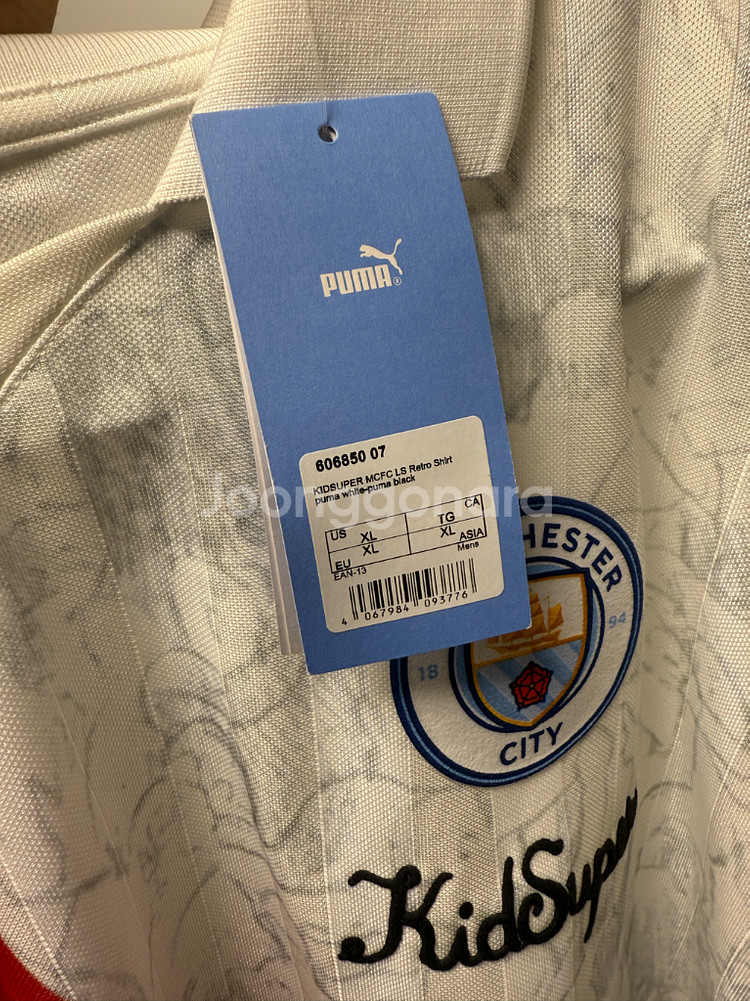 PUMA®
606850 07
KIDSUPER MCFC LS Retro Shirt
puma white-puma black
Joonggonara
US XL TG CA
EU XL XL ASIA
EAN-13 Mens
4 067984 093776
CHESTER
18 94
CITY
KidSuper